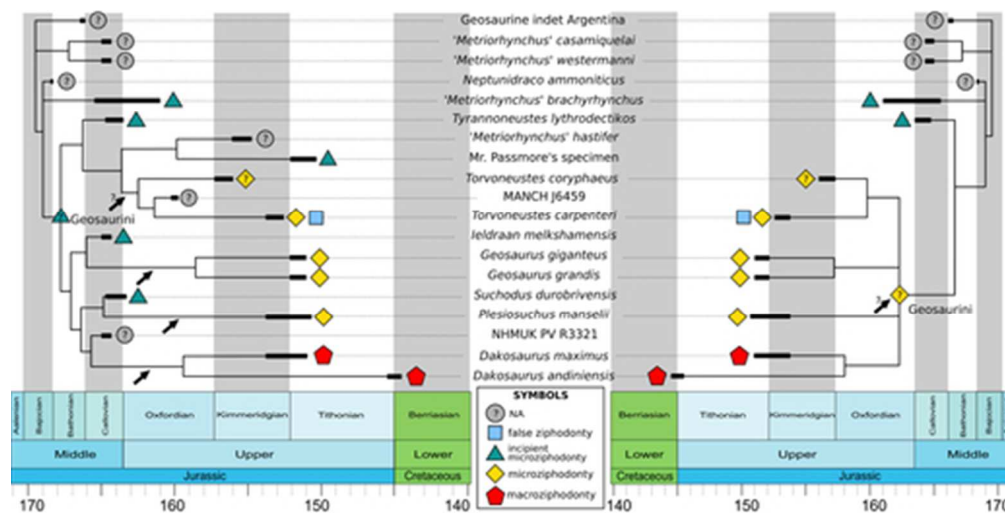 Geosaurine indet Argentina
'Metriorhynchus' casamiquelai
'Metriorhynchus' westermanni
Neptunidraco ammoniticus
'Metriorhynchus' brachyrhynchus
Tyrannoneustes lythrodectikos
'Metriorhynchus' hastifer
Mr. Passmore's specimen
Torvoneustes coryphaeus
MANCH J6459
Torvoneustes carpenteri
Ieldraan melkshamensis
Geosaurus giganteus
Geosaurus grandis
Suchodus durobrivensis
Plesiosuchus manselii
NHMUK PV R3321
Dakosaurus maximus
Dakosaurus andiniensis
Geosaurini
Geosaurini
? ? ? ? ? ? ? ? ?
? ? ? ? ? ? ?
Aalenian Bajocian Bathonian Callovian Oxfordian Kimmeridgian Tithonian Berriasian
Middle Upper Lower
Jurassic Cretaceous
170 160 150 140
SYMBOLS
? NA
false ziphodonty
incipient
microziphodonty
microziphodonty
macroziphodonty
Berriasian Tithonian Kimmeridgian Oxfordian Callovian Bathonian Bajocian
Lower Upper Middle
Cretaceous Jurassic
140 150 160 170